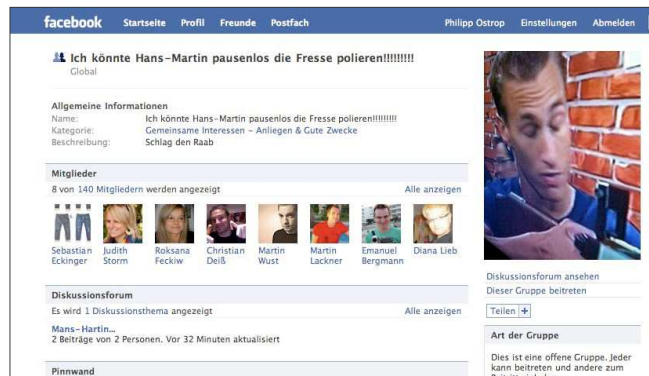 facebook Startseite Profil Freunde Postfach Philipp Ostrop Einstellungen Abmelden
Ich könnte Hans-Martin pausenlos die Fresse polieren!!!!!!!!!
Global
Allgemeine Informationen
Name: Ich könnte Hans-Martin pausenlos die Fresse polieren!!!!!!!!!
Kategorie: Gemeinsame Interessen - Anliegen & Gute Zwecke
Beschreibung: Schlag den Raab
Mitglieder
8 von 140 Mitgliedern werden angezeigt Alle anzeigen
Sebastian Eckinger
Judith Storm
Roksana Feckiw
Christian Deiß
Martin Wust
Martin Lackner
Emanuel Bergmann
Diana Lieb
Diskussionsforum
Es wird 1 Diskussionsthema angezeigt Alle anzeigen
Mans-Hartin...
2 Beiträge von 2 Personen. Vor 32 Minuten aktualisiert
Pinnwand
Diskussionsforum ansehen
Dieser Gruppe beitreten
Teilen +
Art der Gruppe
Dies ist eine offene Gruppe. Jeder
kann beitreten und andere zum